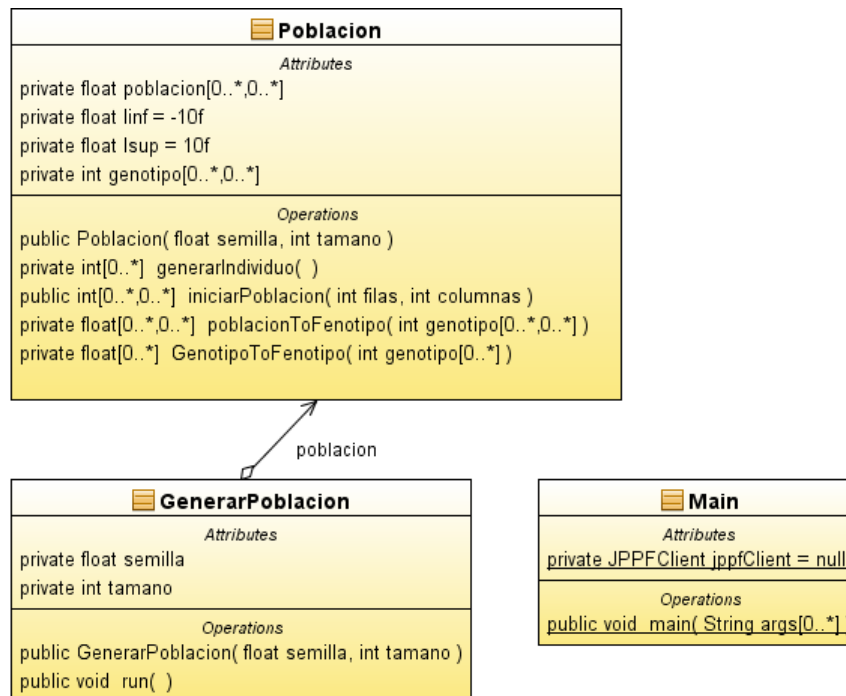 Poblacion
Attributes
private float poblacion[0..*,0..*]
private float linf = -10f
private float lsup = 10f
private int genotipo[0..*,0..*]
Operations
public Poblacion( float semilla, int tamano )
private int[0..*] generarIndividuo( )
public int[0..*,0..*] iniciarPoblacion( int filas, int columnas )
private float[0..*,0..*] poblacionToFenotipo( int genotipo[0..*,0..*] )
private float[0..*] GenotipoToFenotipo( int genotipo[0..*] )
poblacion
GenerarPoblacion
Attributes
private float semilla
private int tamano
Operations
public GenerarPoblacion( float semilla, int tamano )
public void run( )
Main
Attributes
private JPPFClient jppfClient = null
Operations
public void main( String args[0..*] )